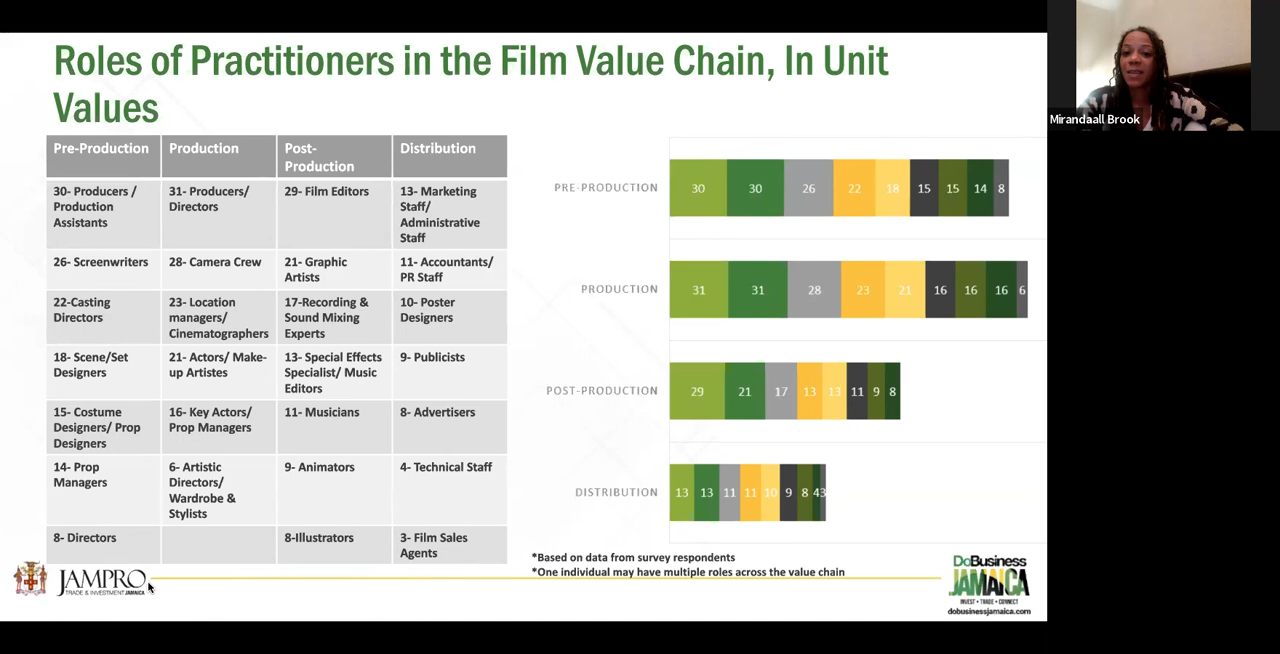 Roles of Practitioners in the Film Value Chain, In Unit
Values
Mirandaall Brook
Pre-Production Production Post-
Production Distribution
30- Producers /
Production
Assistants
31- Producers/
Directors
29- Film Editors
13- Marketing
Staff/
Administrative
Staff
26- Screenwriters
28- Camera Crew
21- Graphic
Artists
11- Accountants/
PR Staff
22-Casting
Directors
23- Location
managers/
Cinematographers
17-Recording &
Sound Mixing
Experts
10- Poster
Designers
18- Scene/Set
Designers
21- Actors/ Make-
up Artistes
13- Special Effects
Specialist/ Music
Editors
9- Publicists
15- Costume
Designers/ Prop
Designers
16- Key Actors/
Prop Managers
11- Musicians
8- Advertisers
14- Prop
Managers
6- Artistic
Directors/
Wardrobe &
Stylists
9- Animators
4- Technical Staff
8- Directors
8-Illustrators
3- Film Sales
Agents
PRE-PRODUCTION 30 30 26 22 18 15 15 14 8
PRODUCTION 31 31 28 23 21 16 16 16 6
POST-PRODUCTION 29 21 17 13 13 11 9 8
DISTRIBUTION 13 13 11 11 10 9 8 4 3
*Based on data from survey respondents
*One individual may have multiple roles across the value chain
JAMPRO
TRADE & INVESTMENT JAMAICA
DoBusiness
JAMAICA
INVEST • TRADE • CONNECT
dobusinessjamaica.com